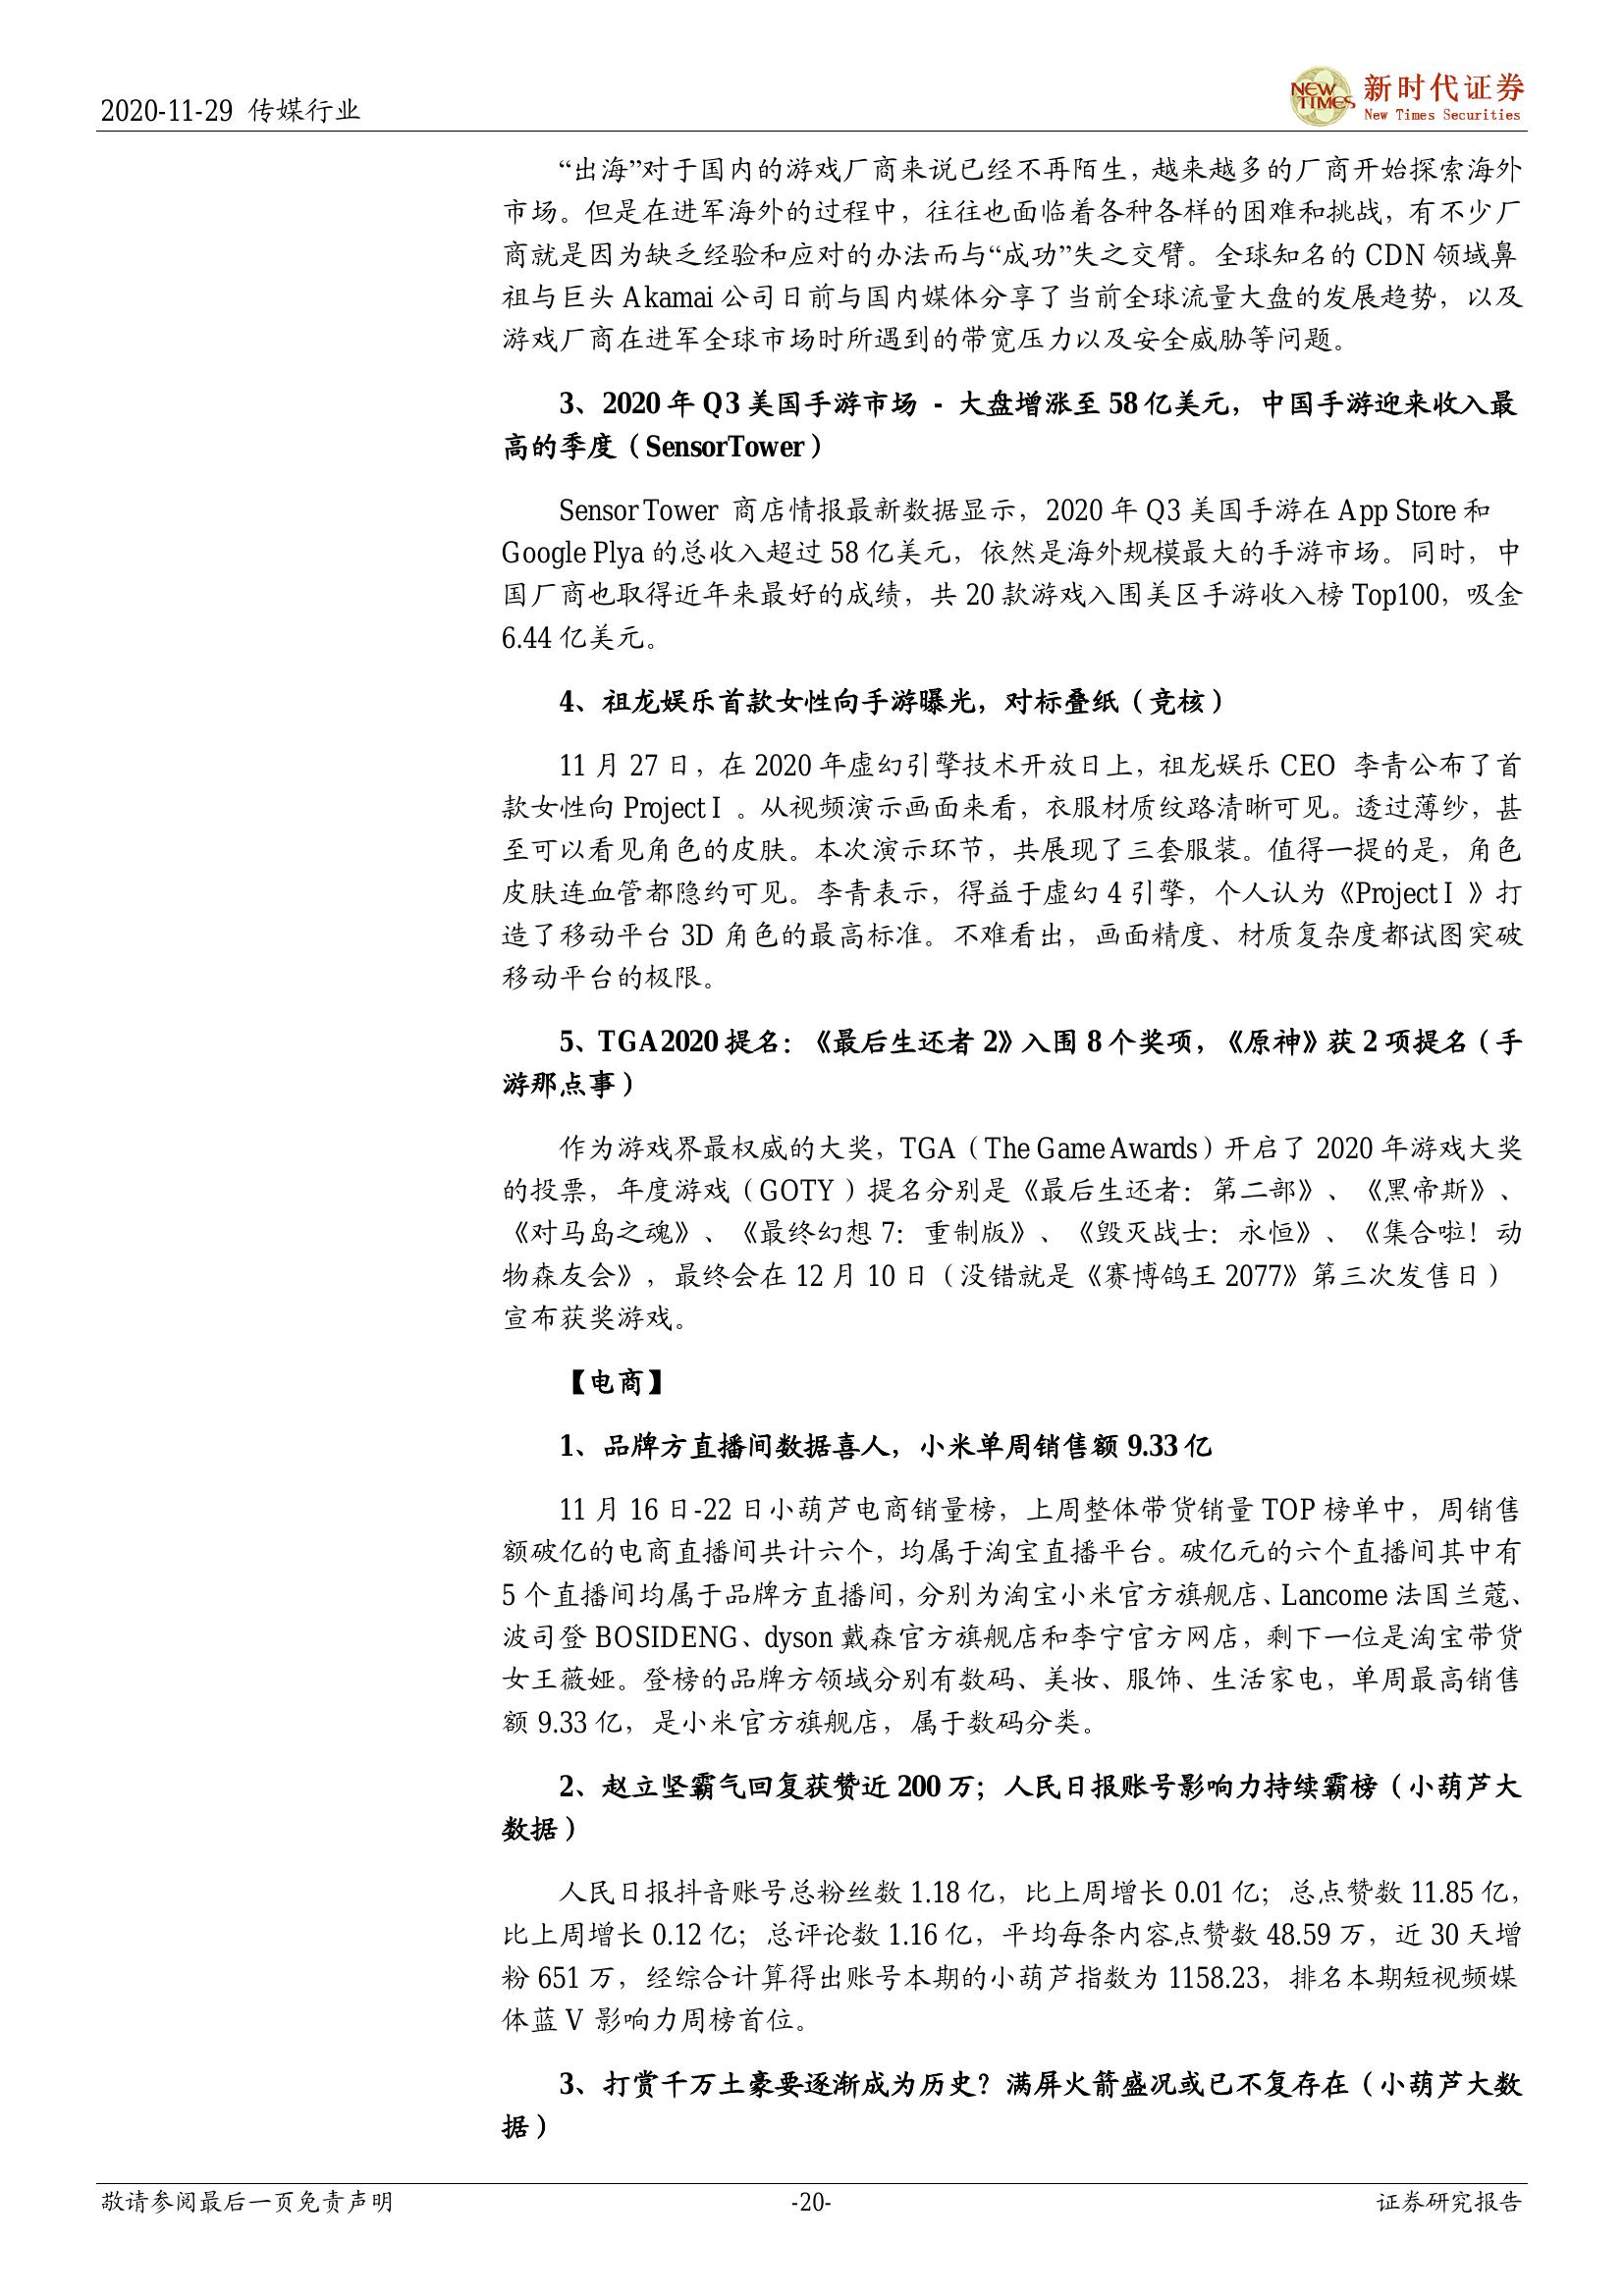 2020-11-29 传媒行业
NEW TIMES 新时代证券
New Times Securities
“出海”对于国内的游戏厂商来说已经不再陌生，越来越多的厂商开始探索海外
市场。但是在进军海外的过程中，往往也面临着各种各样的困难和挑战，有不少厂
商就是因为缺乏经验和应对的办法而与“成功”失之交臂。全球知名的 CDN 领域鼻
祖与巨头 Akamai 公司日前与国内媒体分享了当前全球流量大盘的发展趋势，以及
游戏厂商在进军全球市场时所遇到的带宽压力以及安全威胁等问题。
3、2020 年 Q3 美国手游市场 - 大盘增涨至 58 亿美元，中国手游迎来收入最
高的季度（SensorTower）
Sensor Tower 商店情报最新数据显示，2020 年 Q3 美国手游在 App Store 和
Google Plya 的总收入超过 58 亿美元，依然是海外规模最大的手游市场。同时，中
国厂商也取得近年来最好的成绩，共 20 款游戏入围美区手游收入榜 Top100，吸金
6.44 亿美元。
4、祖龙娱乐首款女性向手游曝光，对标叠纸（竞核）
11 月 27 日，在 2020 年虚幻引擎技术开放日上，祖龙娱乐 CEO 李青公布了首
款女性向 Project I 。从视频演示画面来看，衣服材质纹路清晰可见。透过薄纱，甚
至可以看见角色的皮肤。本次演示环节，共展现了三套服装。值得一提的是，角色
皮肤连血管都隐约可见。李青表示，得益于虚幻 4 引擎，个人认为《Project I 》打
造了移动平台 3D 角色的最高标准。不难看出，画面精度、材质复杂度都试图突破
移动平台的极限。
5、TGA2020 提名：《最后生还者 2》入围 8 个奖项，《原神》获 2 项提名（手
游那点事）
作为游戏界最权威的大奖，TGA（The Game Awards）开启了 2020 年游戏大奖
的投票，年度游戏（GOTY ）提名分别是《最后生还者：第二部》、《黑帝斯》、
《对马岛之魂》、《最终幻想 7：重制版》、《毁灭战士：永恒》、《集合啦！动
物森友会》，最终会在 12 月 10 日（没错就是《赛博鸽王 2077》第三次发售日）
宣布获奖游戏。
【电商】
1、品牌方直播间数据喜人，小米单周销售额 9.33 亿
11 月 16 日-22 日小葫芦电商销量榜，上周整体带货销量 TOP 榜单中，周销售
额破亿的电商直播间共计六个，均属于淘宝直播平台。破亿元的六个直播间其中有
5 个直播间均属于品牌方直播间，分别为淘宝小米官方旗舰店、Lancome 法国兰蔻、
波司登 BOSIDENG、dyson 戴森官方旗舰店和李宁官方网店，剩下一位是淘宝带货
女王薇娅。登榜的品牌方领域分别有数码、美妆、服饰、生活家电，单周最高销售
额 9.33 亿，是小米官方旗舰店，属于数码分类。
2、赵立坚霸气回复获赞近 200 万；人民日报账号影响力持续霸榜（小葫芦大
数据）
人民日报抖音账号总粉丝数 1.18 亿，比上周增长 0.01 亿；总点赞数 11.85 亿，
比上周增长 0.12 亿；总评论数 1.16 亿，平均每条内容点赞数 48.59 万，近 30 天增
粉 651 万，经综合计算得出账号本期的小葫芦指数为 1158.23，排名本期短视频媒
体蓝 V 影响力周榜首位。
3、打赏千万土豪要逐渐成为历史？满屏火箭盛况或已不复存在（小葫芦大数
据）
敬请参阅最后一页免责声明 -20- 证券研究报告